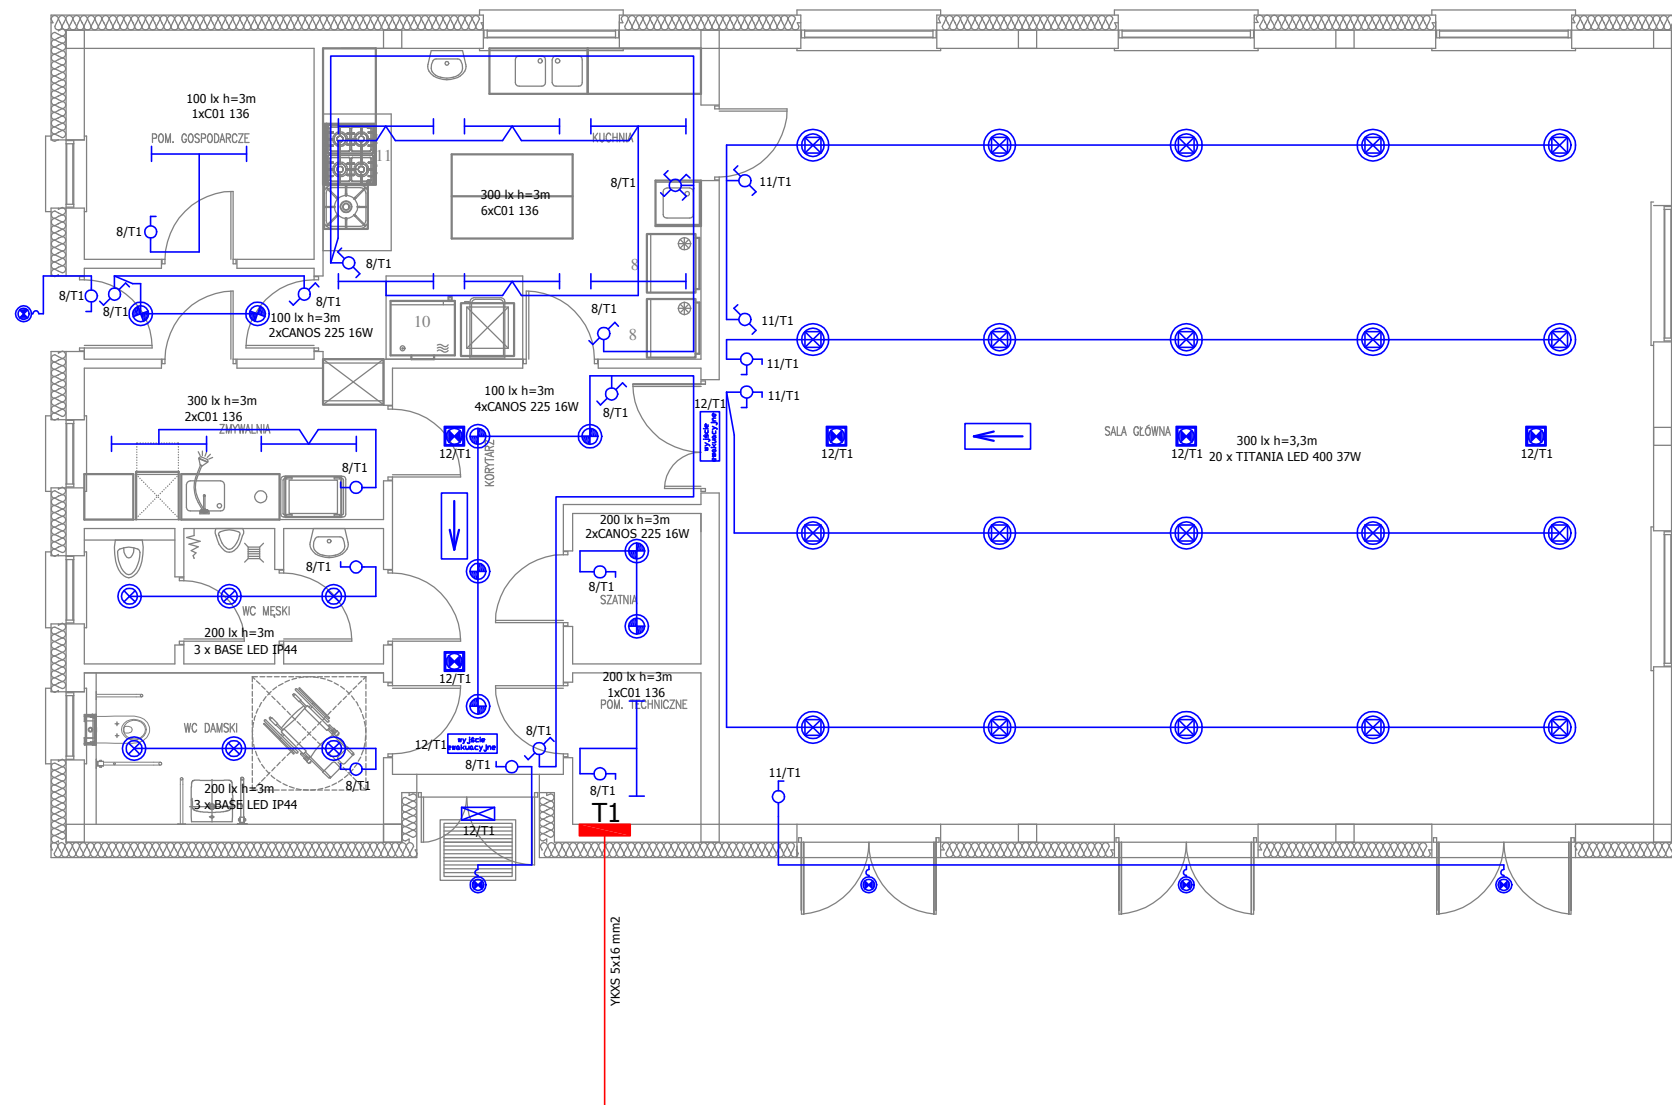 100 lx h=3m
1xC01 136
POM. GOSPODARCZE
8/T1
KUCHNIA
11
8/T1
300 lx h=3m
6xC01 136
8/T1
8
8/T1
8/T1
8/T1
100 lx h=3m
2xCANOS 225 16W
10
8/T1
8
11/T1
11/T1
11/T1
11/T1
300 lx h=3m
2xC01 136
ZMYWALNIA
8/T1
100 lx h=3m
4xCANOS 225 16W
8/T1
12/T1
wyjście
ewakuacyjne
12/T1
KORYTARZ
12/T1
SALA GŁÓWNA
300 lx h=3,3m
20 x TITANIA LED 400 37W
12/T1
12/T1
200 lx h=3m
2xCANOS 225 16W
8/T1
SZATNIA
8/T1
WC MĘSKI
200 lx h=3m
3 x BASE LED IP44
12/T1
200 lx h=3m
1xC01 136
POM. TECHNICZNE
WC DAMSKI
8/T1
12/T1
wyjście
ewakuacyjne
8/T1
8/T1
200 lx h=3m
3 x BASE LED IP44
8/T1
T1
12/T1
11/T1
YKXS 5x16 mm2